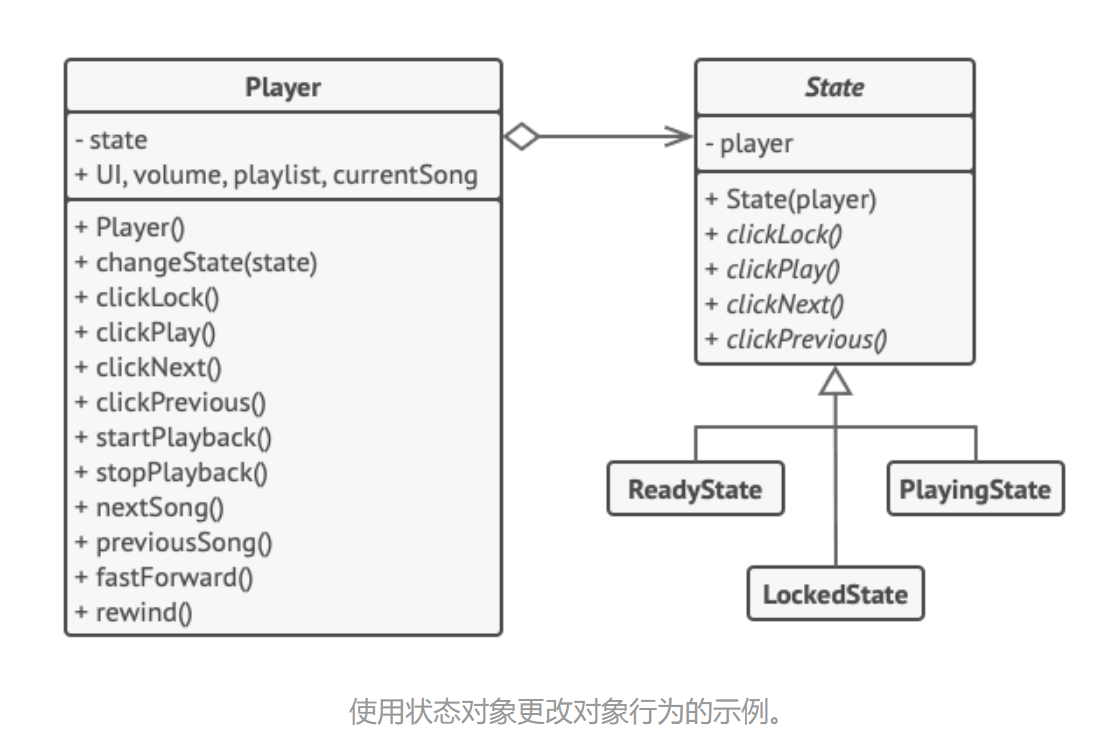 Player
- state
+ UI, volume, playlist, currentSong
+ Player()
+ changeState(state)
+ clickLock()
+ clickPlay()
+ clickNext()
+ clickPrevious()
+ startPlayback()
+ stopPlayback()
+ nextSong()
+ previousSong()
+ fastForward()
+ rewind()
State
- player
+ State(player)
+ clickLock()
+ clickPlay()
+ clickNext()
+ clickPrevious()
ReadyState
PlayingState
LockedState
使用状态对象更改对象行为的示例。